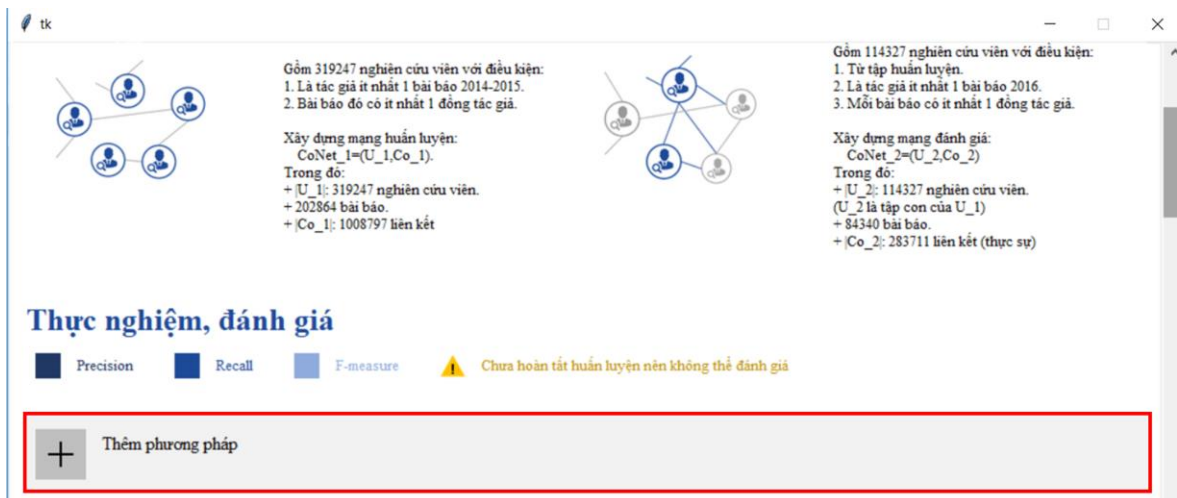 tk
Gồm 319247 nghiên cứu viên với điều kiện:
1. Là tác giả ít nhất 1 bài báo 2014-2015.
2. Bài báo đó có ít nhất 1 đồng tác giả.
Xây dựng mạng huấn luyện:
CoNet_1=(U_1,Co_1).
Trong đó:
+ |U_1|: 319247 nghiên cứu viên.
+ 202864 bài báo.
+ |Co_1|: 1008797 liên kết
Gồm 114327 nghiên cứu viên với điều kiện:
1. Từ tập huấn luyện.
2. Là tác giả ít nhất 1 bài báo 2016.
3. Mỗi bài báo có ít nhất 1 đồng tác giả.
Xây dựng mạng đánh giá:
CoNet_2=(U_2,Co_2)
Trong đó:
+ |U_2|: 114327 nghiên cứu viên.
(U_2 là tập con của U_1)
+ 84340 bài báo.
+ |Co_2|: 283711 liên kết (thực sự)
Thực nghiệm, đánh giá
Precision Recall F-measure Chưa hoàn tất huấn luyện nên không thể đánh giá
Thêm phương pháp